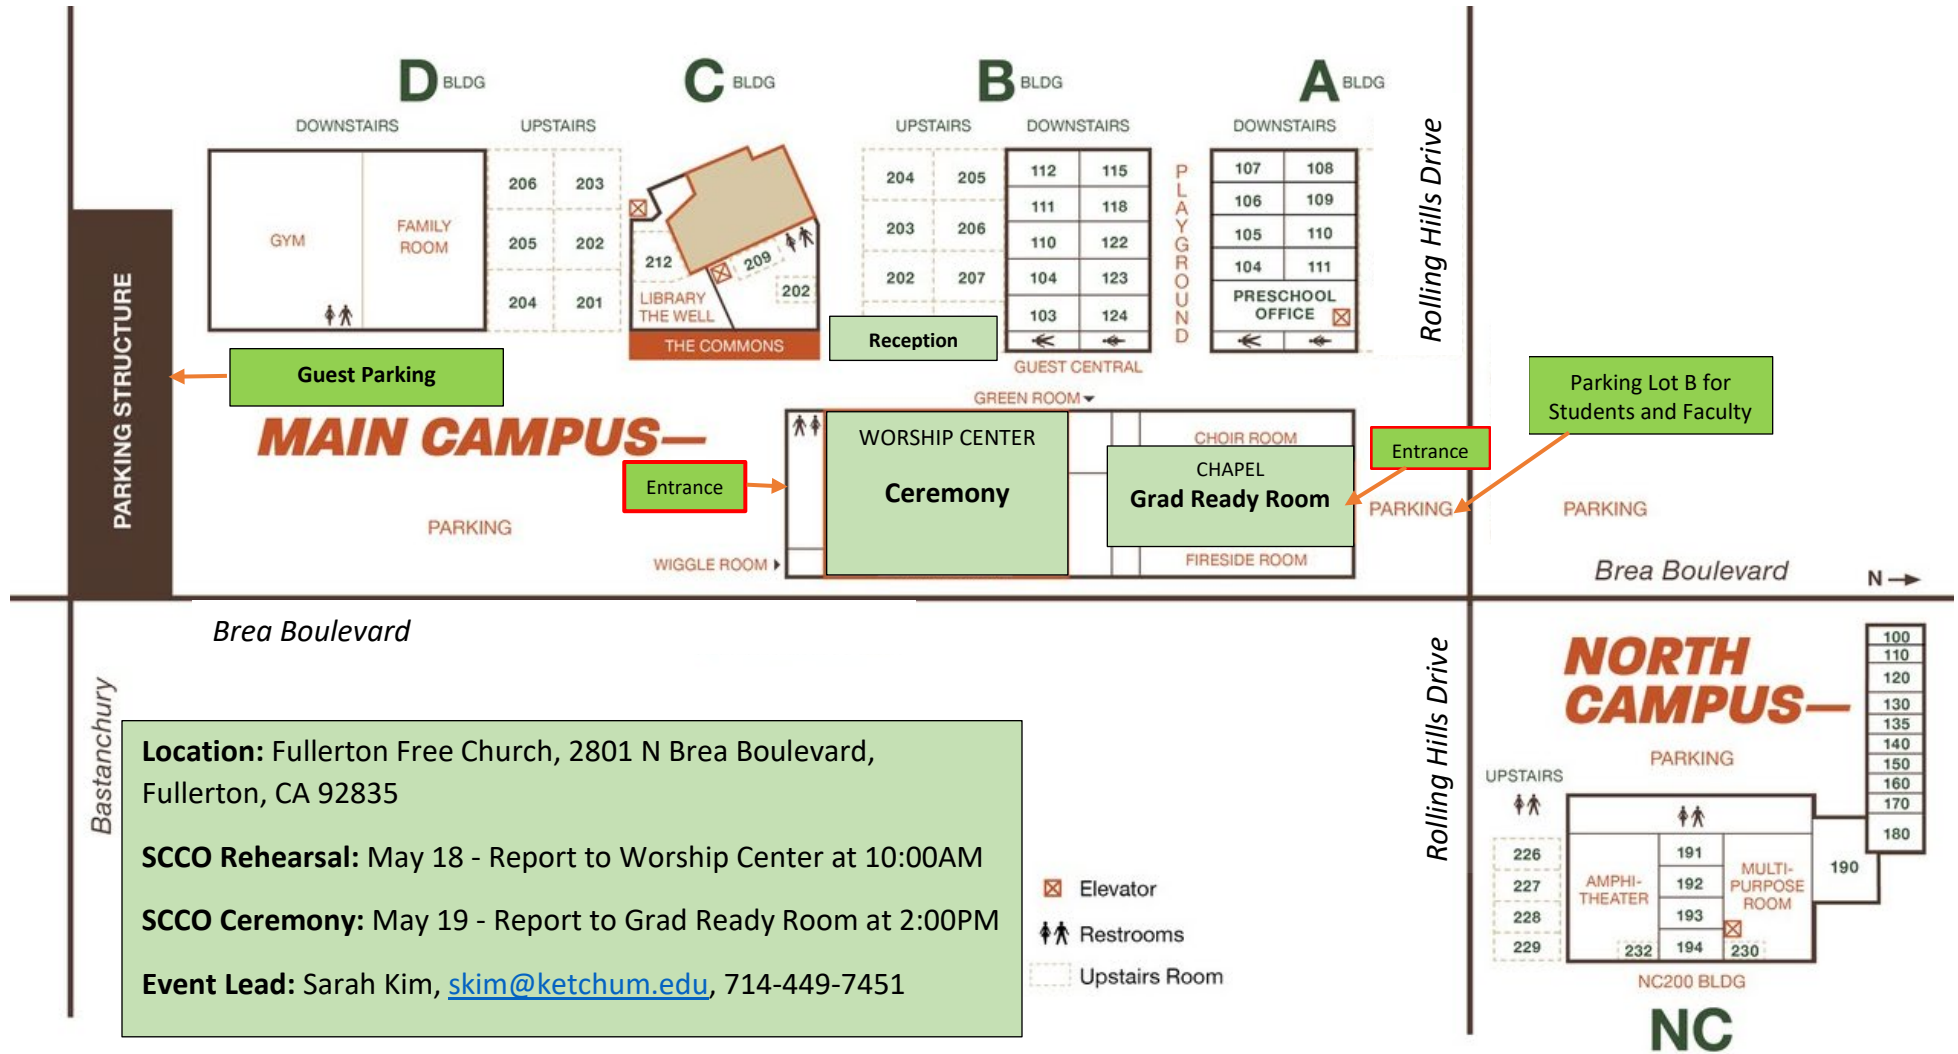 D BLDG
C BLDG
B BLDG
A BLDG
DOWNSTAIRS
UPSTAIRS
UPSTAIRS
DOWNSTAIRS
DOWNSTAIRS
GYM
FAMILY
ROOM
206 203
205 202
204 201
212
209
202
LIBRARY
THE WELL
THE COMMONS
204 205
203 206
202 207
Reception
112 115
111 118
110 122
104 123
103 124
GUEST CENTRAL
PLAYGROUND
107 108
106 109
105 110
104 111
PRESCHOOL
OFFICE
Rolling Hills Drive
PARKING STRUCTURE
Guest Parking
MAIN CAMPUS—
Entrance
PARKING
WIGGLE ROOM
GREEN ROOM
WORSHIP CENTER
Ceremony
CHOIR ROOM
CHAPEL
Grad Ready Room
FIRESIDE ROOM
Entrance
PARKING
Parking Lot B for
Students and Faculty
PARKING
Brea Boulevard
N
Brea Boulevard
Bastanchury
Location: Fullerton Free Church, 2801 N Brea Boulevard,
Fullerton, CA 92835
SCCO Rehearsal: May 18 - Report to Worship Center at 10:00AM
SCCO Ceremony: May 19 - Report to Grad Ready Room at 2:00PM
Event Lead: Sarah Kim, skim@ketchum.edu, 714-449-7451
Elevator
Restrooms
Upstairs Room
Rolling Hills Drive
NORTH
CAMPUS—
PARKING
100
110
120
130
135
140
150
160
170
180
190
UPSTAIRS
226
227
228
229
AMPHI-
THEATER
232
191
192
193
194
MULTI-
PURPOSE
ROOM
230
NC200 BLDG
NC